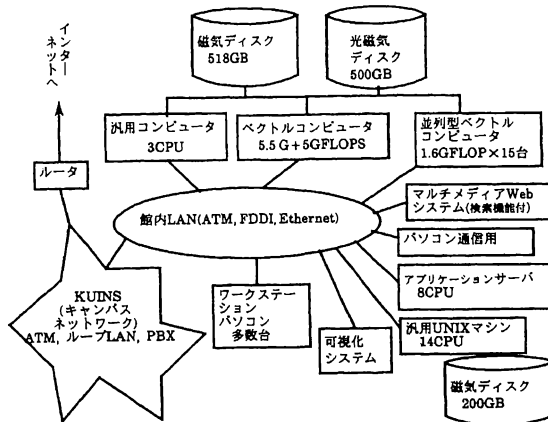 インターネットへ
磁気ディスク
518GB
光磁気
ディスク
500GB
汎用コンピュータ
3CPU
ベクトルコンピュータ
5.5G+5GFLOPS
並列型ベクトル
コンピュータ
1.6GFLOP×15台
ルータ
マルチメディアWeb
システム(検索機能付)
館内LAN(ATM, FDDI, Ethernet)
パソコン通信用
KUINS
(キャンパス
ネットワーク)
ATM, ループLAN, PBX
ワークステー
ション
パソコン
多数台
可視化
システム
アプリケーションサーバ
8CPU
汎用UNIXマシン
14CPU
磁気ディスク
200GB